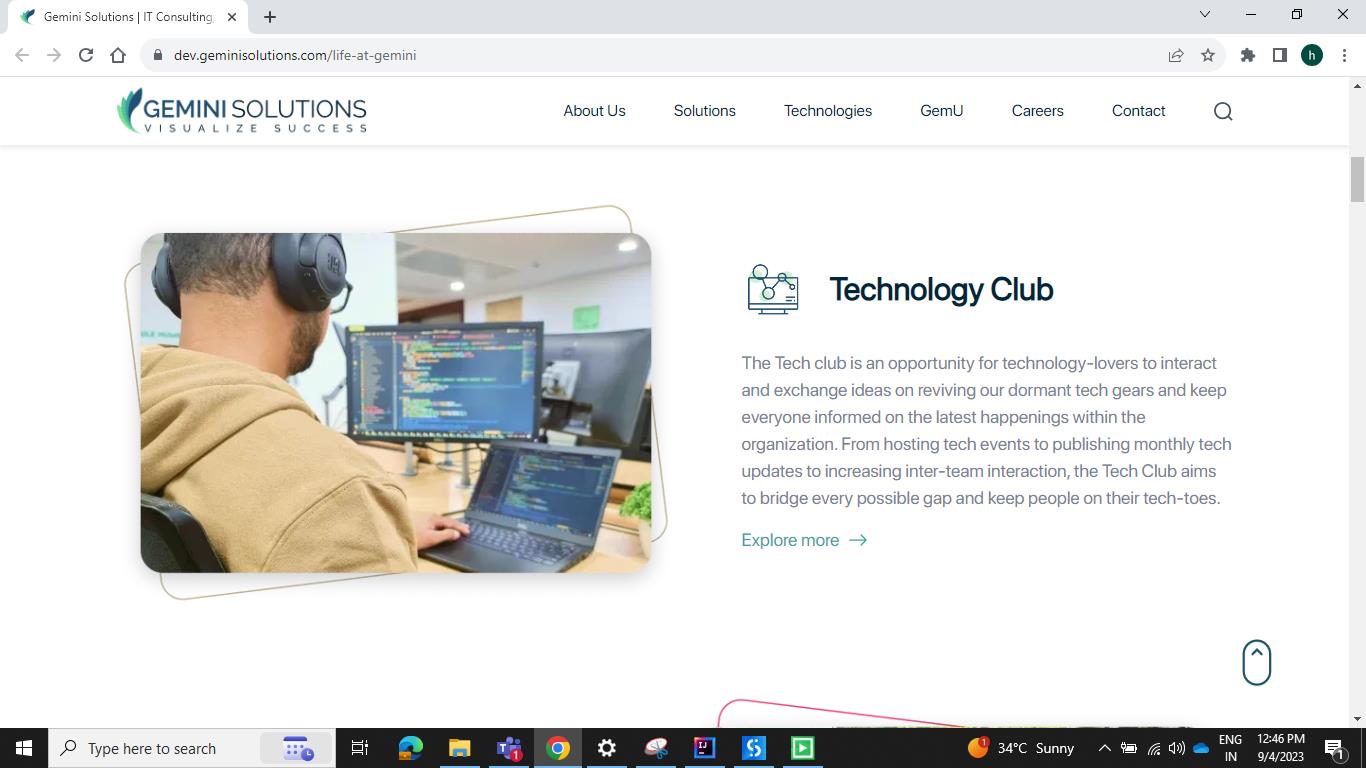 Gemini Solutions | IT Consulting,
dev.geminisolutions.com/life-at-gemini
h
GEMINI SOLUTIONS
VISUALIZE SUCCESS
About Us
Solutions
Technologies
GemU
Careers
Contact
Technology Club
The Tech club is an opportunity for technology-lovers to interact
and exchange ideas on reviving our dormant tech gears and keep
everyone informed on the latest happenings within the
organization. From hosting tech events to publishing monthly tech
updates to increasing inter-team interaction, the Tech Club aims
to bridge every possible gap and keep people on their tech-toes.
Explore more
Type here to search
1
IJ
1
34°C Sunny
ENG
IN
12:46 PM
9/4/2023
1